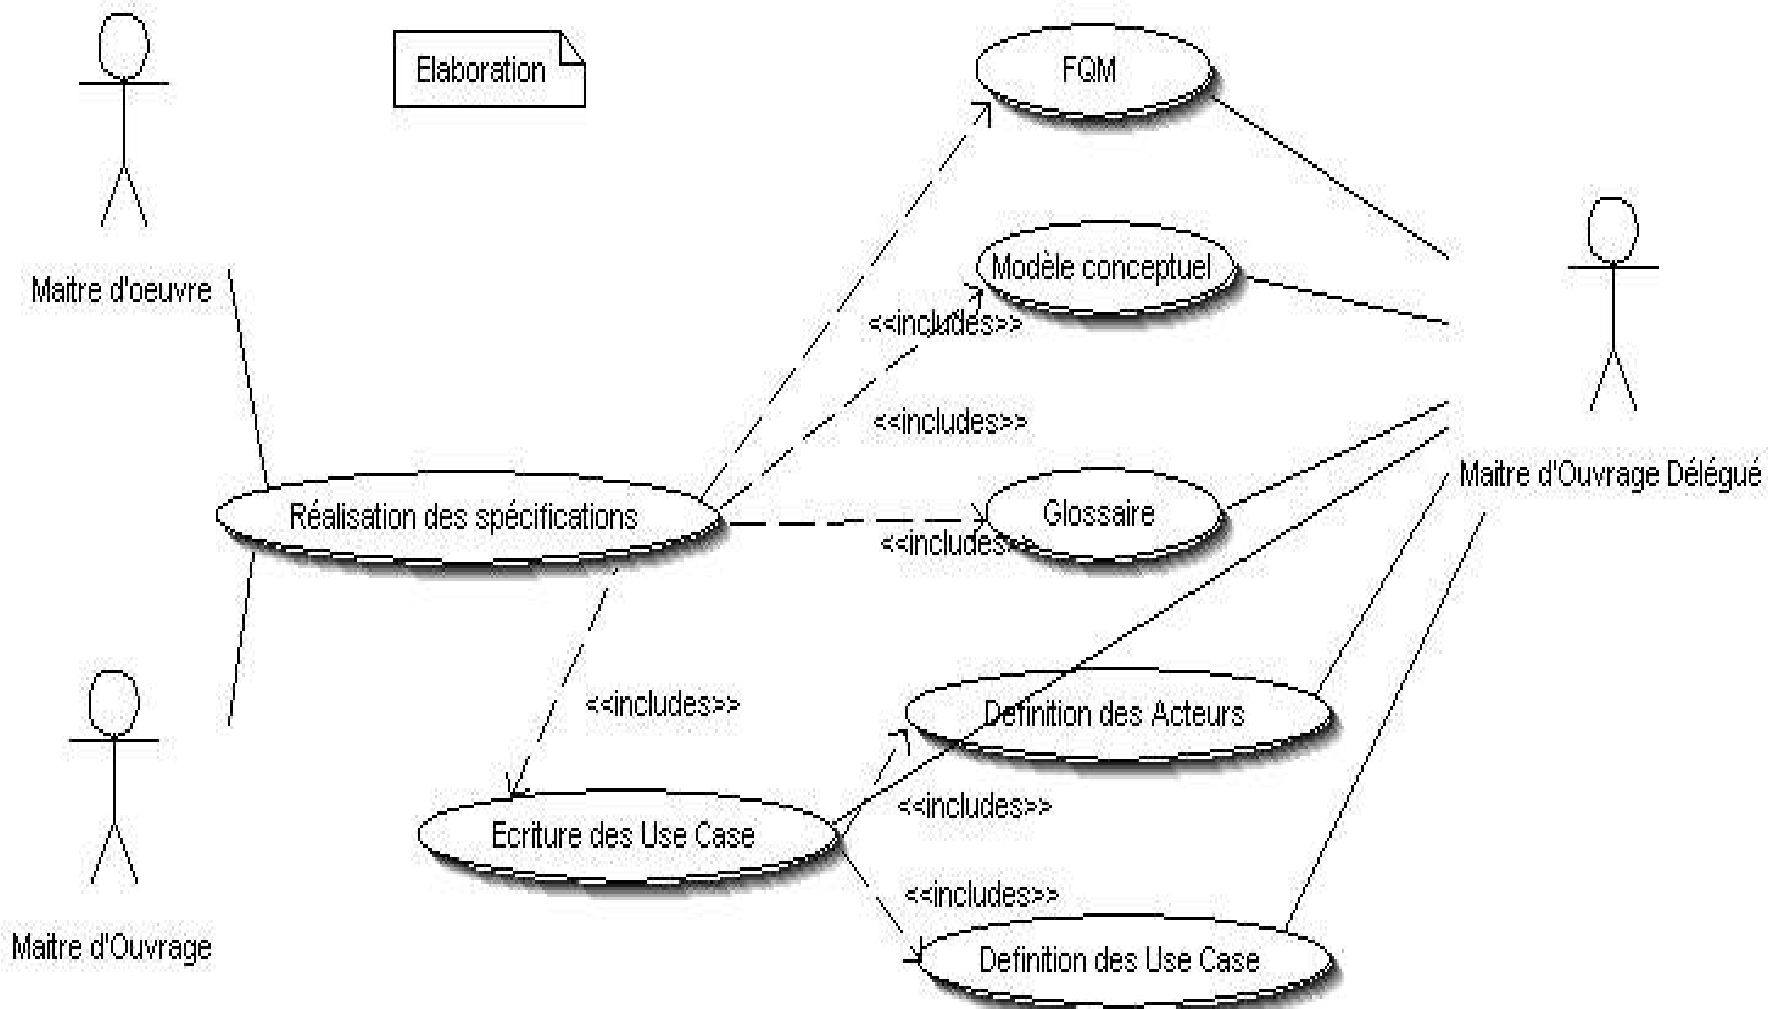 Elaboration
FQM
Maitre d'oeuvre
Modèle conceptuel
<<includes>>
<<includes>>
Maitre d'Ouvrage Délégué
Réalisation des spécifications
Glossaire
<<includes>>
<<includes>>
Definition des Acteurs
<<includes>>
Ecriture des Use Case
<<includes>>
Maitre d'Ouvrage
Definition des Use Case